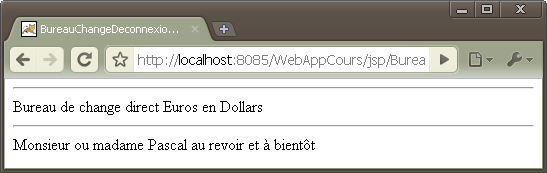 BureauChangeDeconnexio...
http://localhost:8085/WebAppCours/jsp/Burea
Bureau de change direct Euros en Dollars
Monsieur ou madame Pascal au revoir et à bientôt